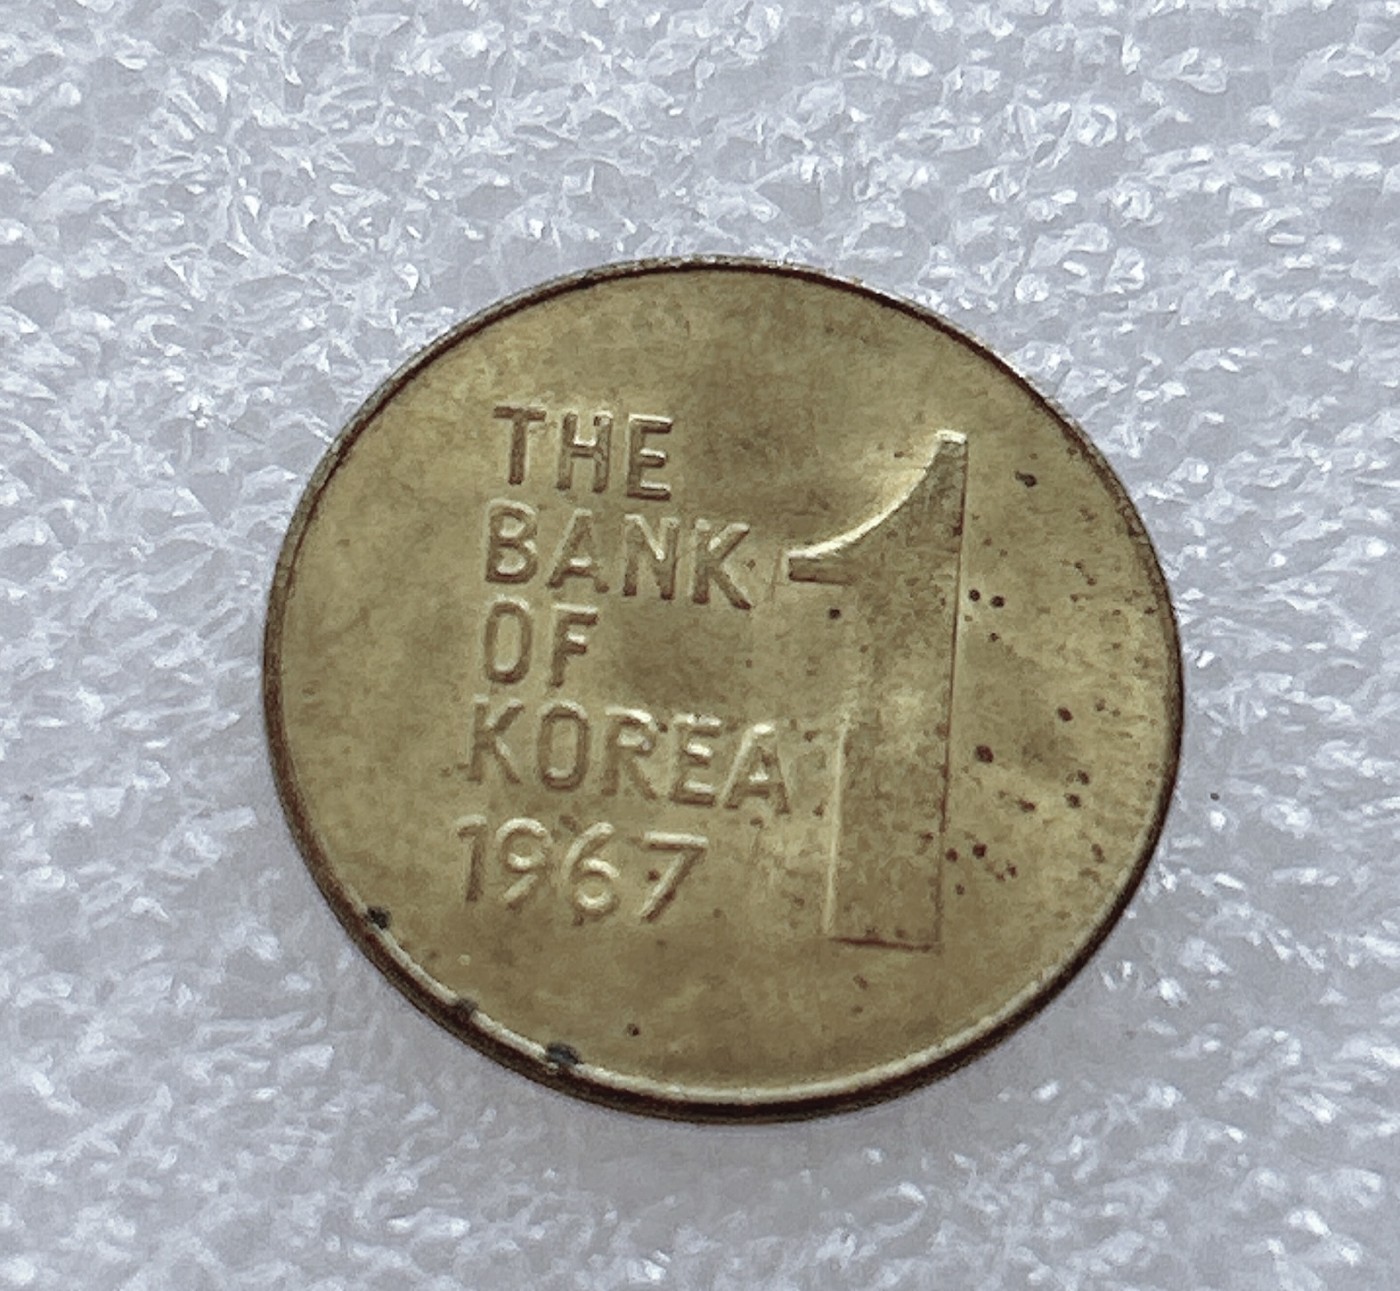 THE
BANK
OF
KOREA
1967
1